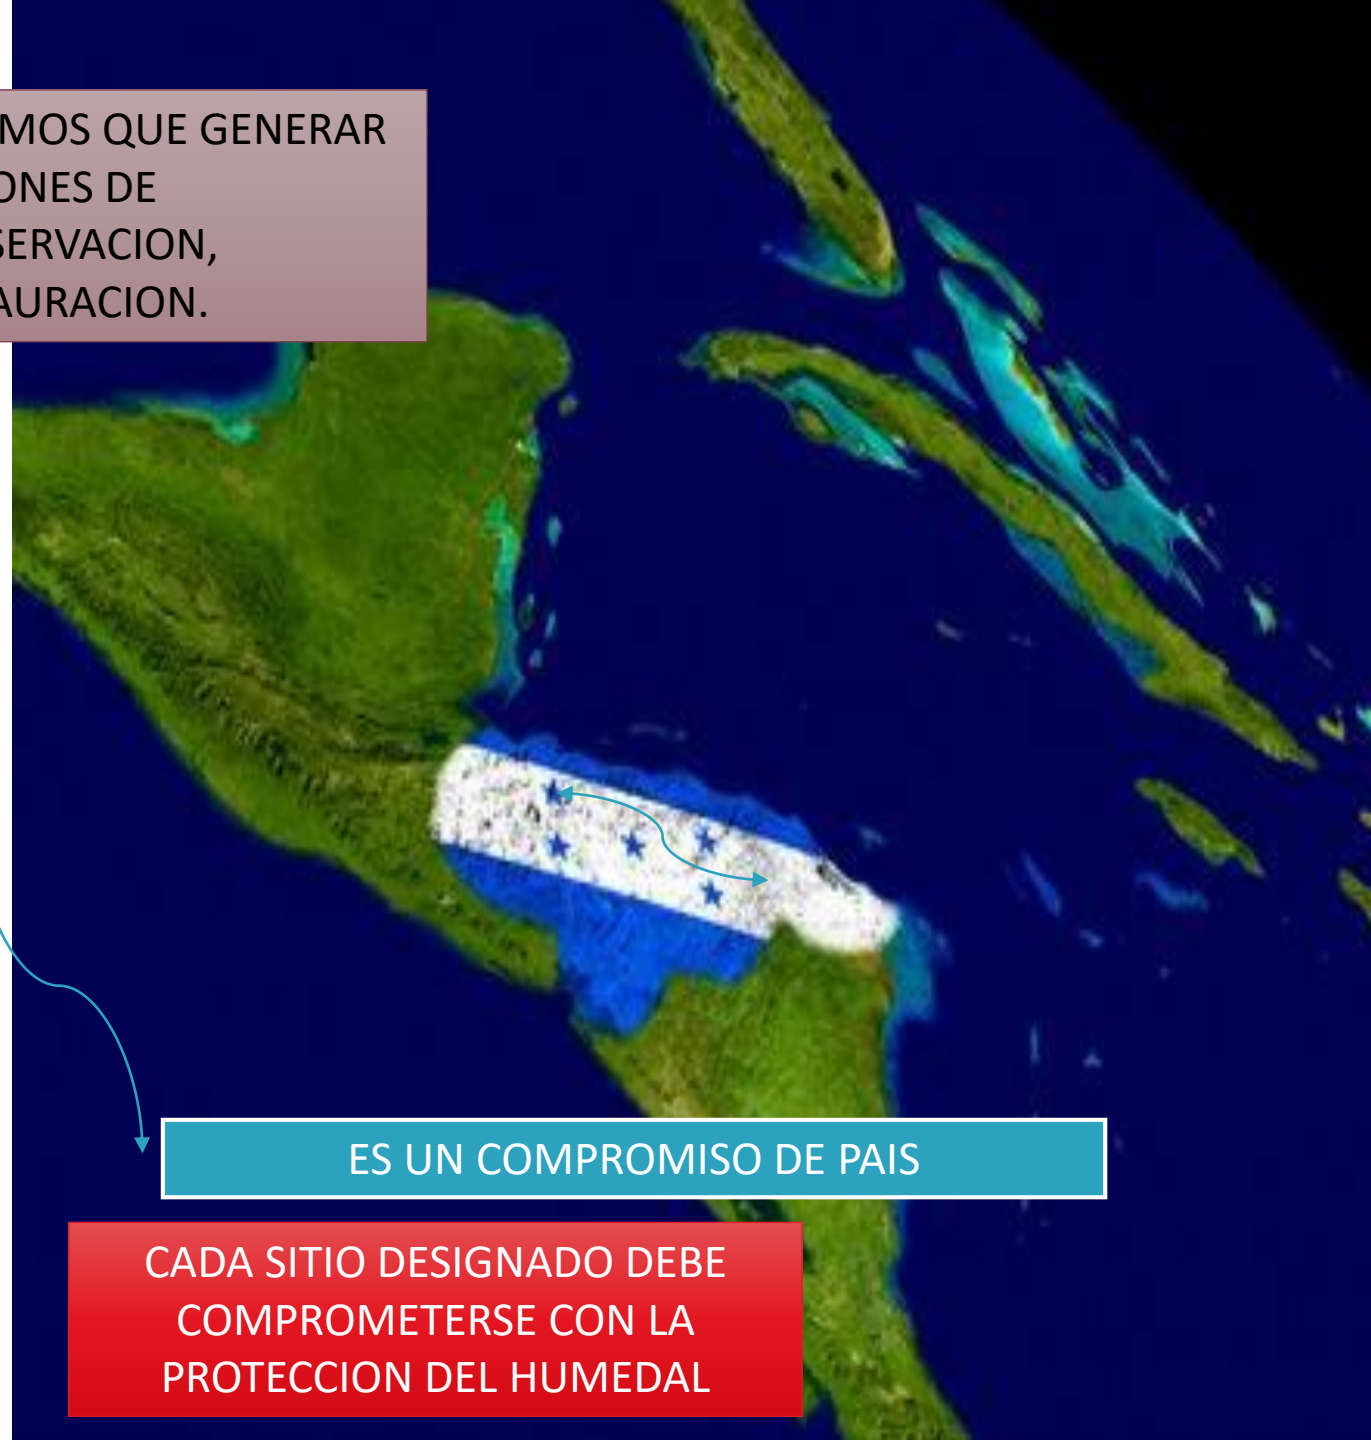 MOS QUE GENERAR
ONES DE
SERVACION,
AURACION.
ES UN COMPROMISO DE PAIS
CADA SITIO DESIGNADO DEBE
COMPROMETERSE CON LA
PROTECCION DEL HUMEDAL